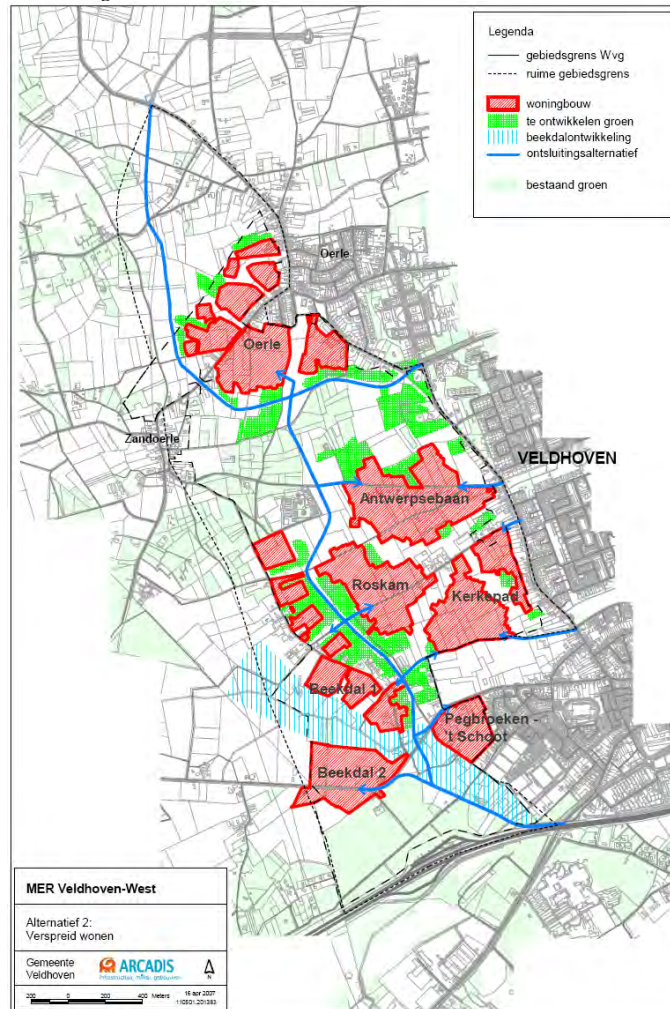 Legenda
gebiedsgrens Wvg
ruime gebiedsgrens
woningbouw
te ontwikkelen groen
beekdalontwikkeling
ontsluitingsalternatief
bestaand groen
Oerle
Oerle
Zandoerle
VELDHOVEN
Antwerpsebaan
Roskam
Kerkepad
Beekdal 1
Pegbroeken -
't Schoot
Beekdal 2
MER Veldhoven-West
Alternatief 2:
Verspreid wonen
Gemeente
Veldhoven
ARCADIS
N
200 0 200 400 Meters
16 apr 2007